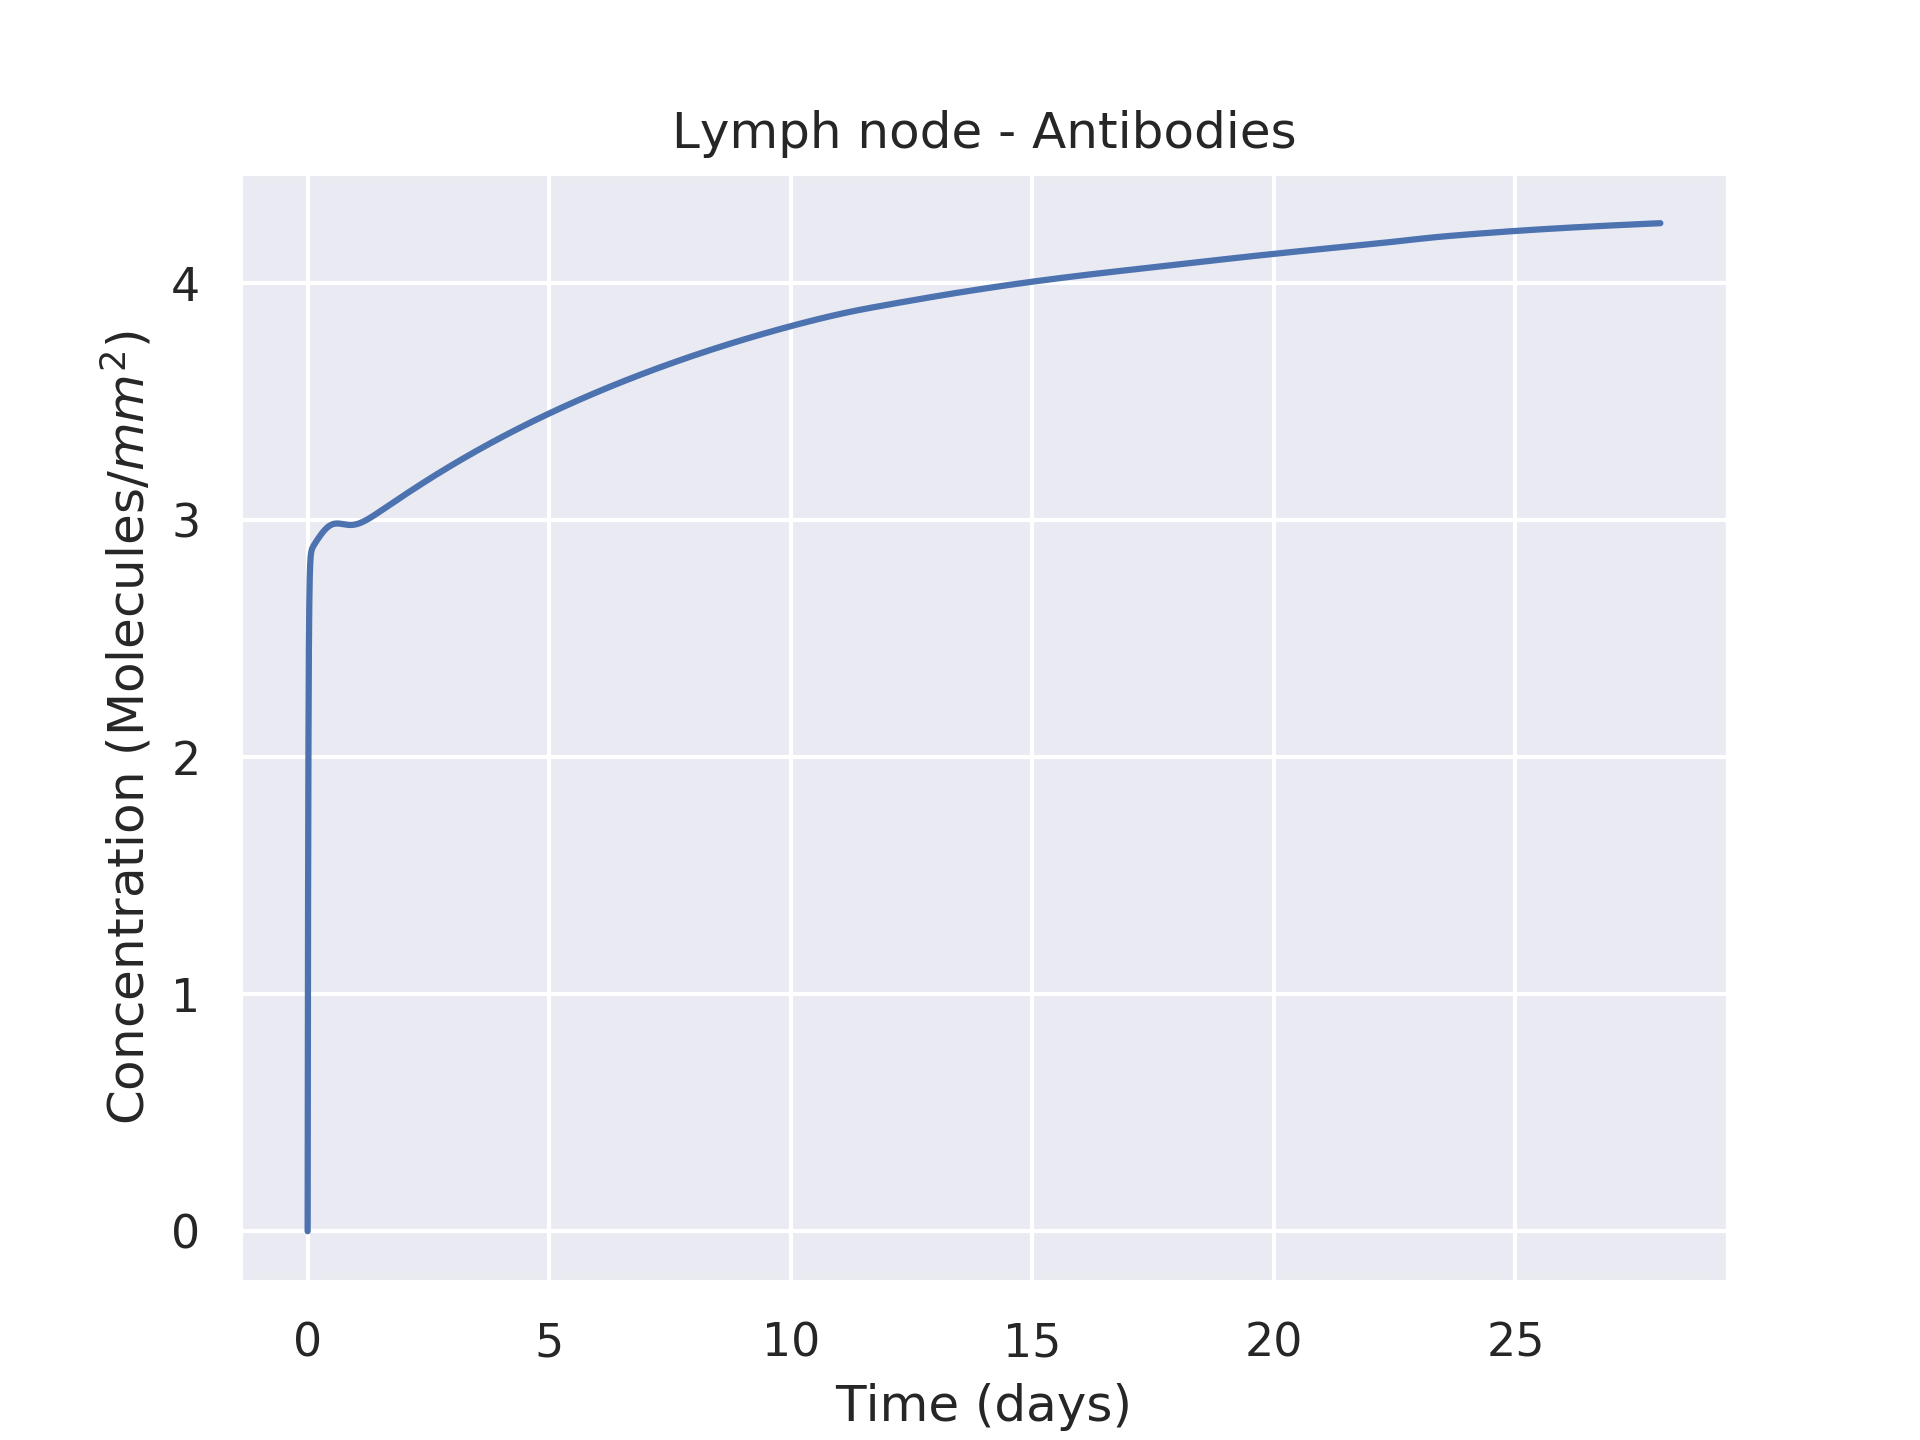 Lymph node - Antibodies
Concentration (Molecules/mm²)
4
3
2
1
0
0 5 10 15 20 25
Time (days)